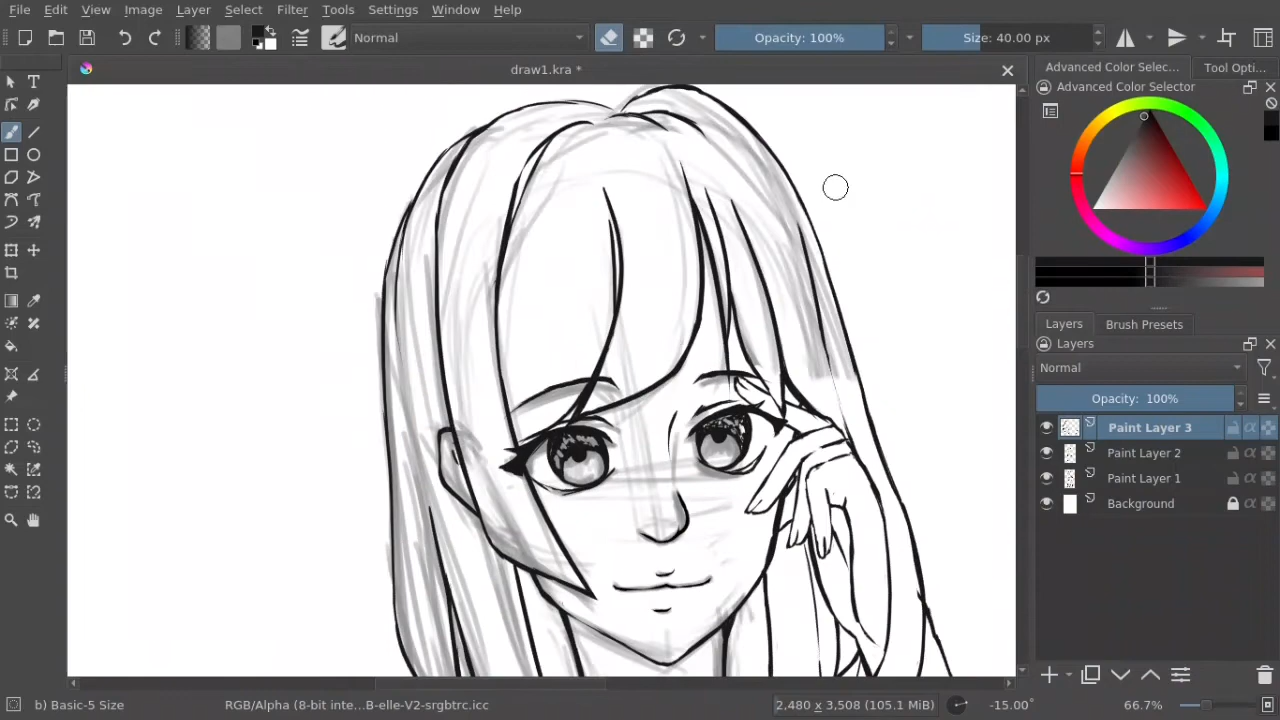 File Edit View Image Layer Select Filter Tools Settings Window Help
Normal Opacity: 100% Size: 40.00 px
draw1.kra *
Advanced Color Selec... Tool Opti...
Advanced Color Selector
Layers Brush Presets
Layers
Normal
Opacity: 100%
Paint Layer 3
Paint Layer 2
Paint Layer 1
Background
b) Basic-5 Size RGB/Alpha (8-bit inte...B-elle-V2-srgbtrc.icc 2,480 x 3,508 (105.1 MiB) -15.00° 66.7%